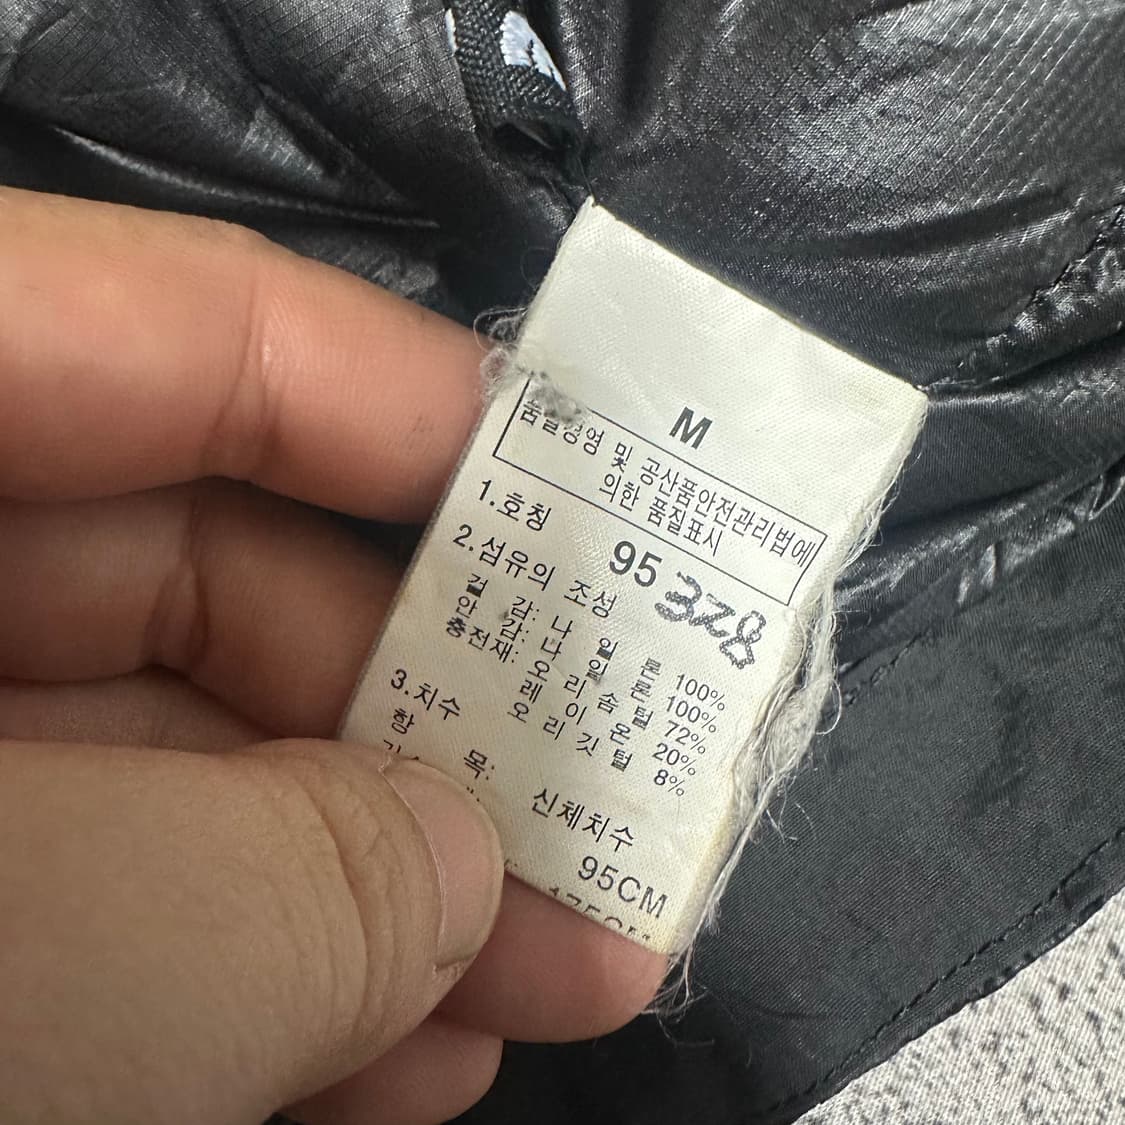 M
품질경영 및 공산품안전관리법에
의한 품질표시
1.호칭 95
328
2.섬유의 조성
겉 감: 나 일 론 100%
안 감: 나 일 론 100%
충전재: 오 리 솜 털 72%
레 이 온 20%
오 리 깃 털 8%
3.치수
항 목: 신체치수
95CM
175CM